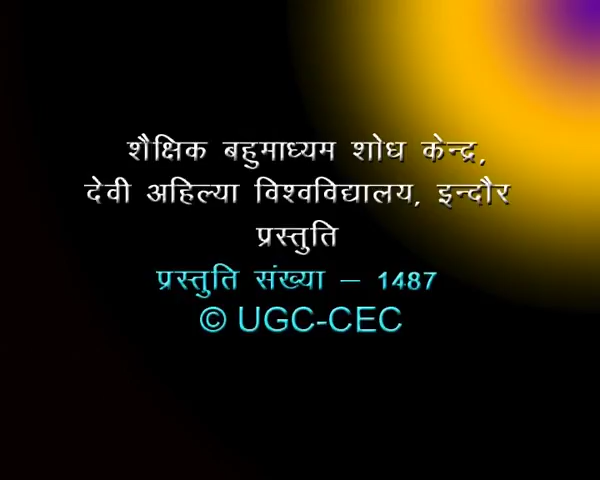 शैक्षिक बहुमाध्यम शोध केन्द्र,
देवी अहिल्या विश्वविद्यालय, इन्दौर
प्रस्तुति
प्रस्तुति संख्या – 1487
© UGC-CEC